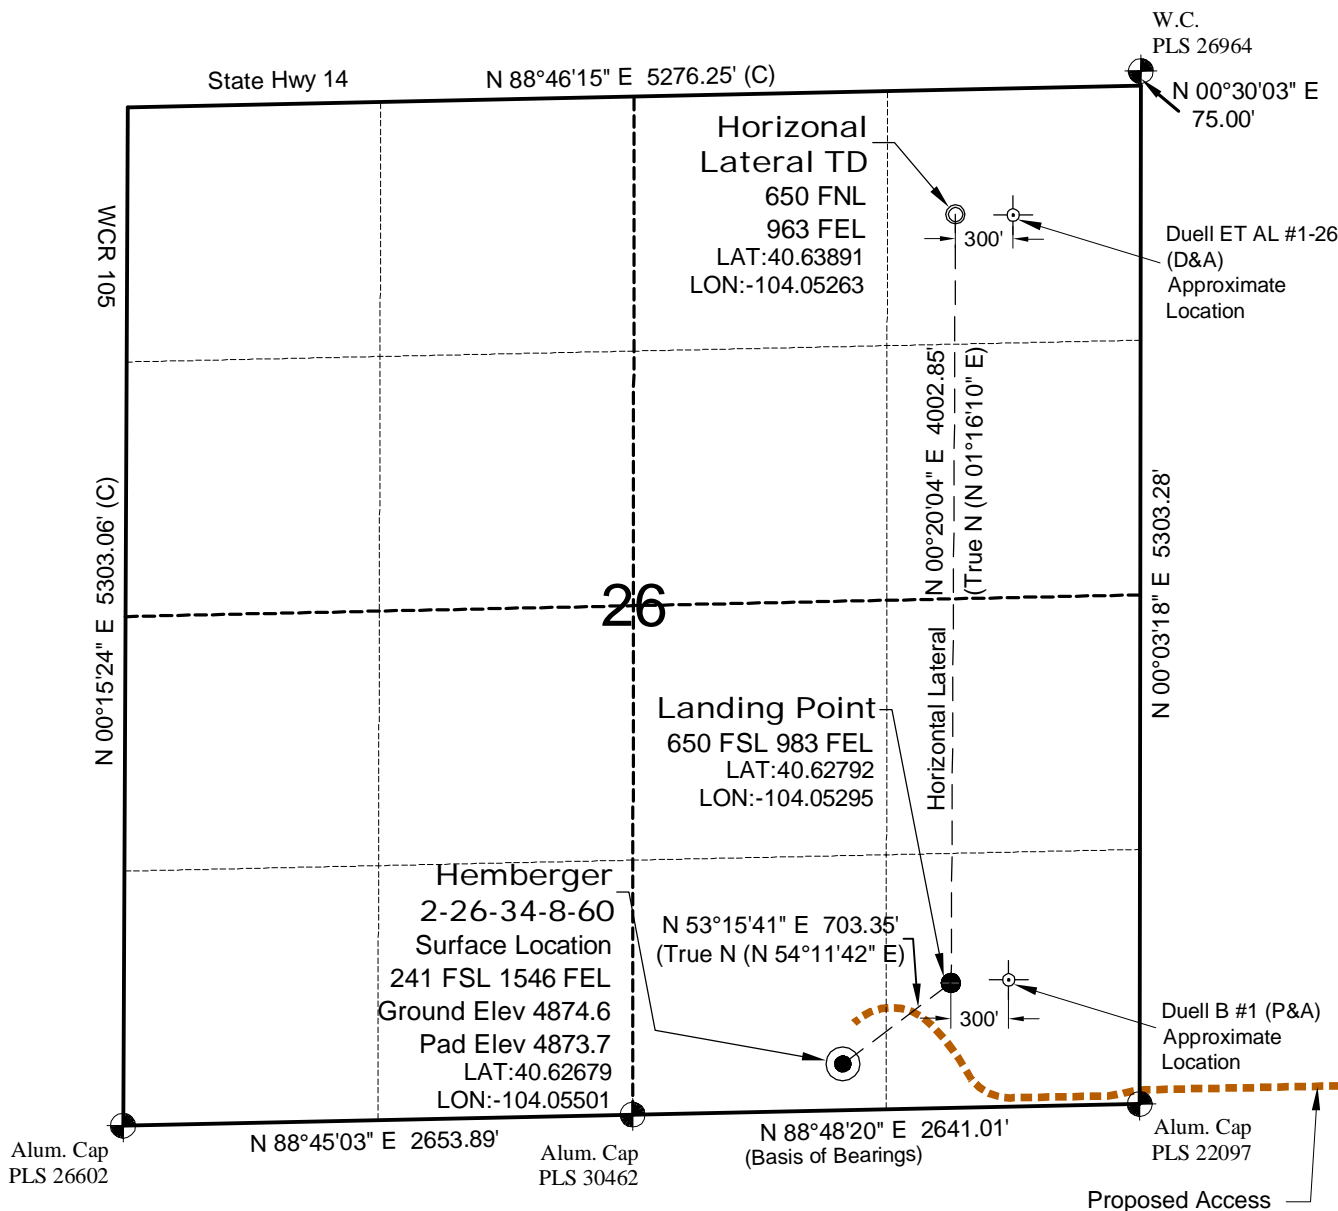 W.C.
PLS 26964
State Hwy 14
N 88°46'15" E 5276.25' (C)
N 00°30'03" E
75.00'
Horizonal
Lateral TD
650 FNL
963 FEL
LAT:40.63891
LON:-104.05263
300'
Duell ET AL #1-26
(D&A)
Approximate
Location
WCR 105
N 00°15'24" E 5303.06' (C)
N 00°20'04" E 4002.85'
(True N (N 01°16'10" E)
N 00°03'18" E 5303.28'
26
Horizontal Lateral
Landing Point
650 FSL 983 FEL
LAT:40.62792
LON:-104.05295
Hemberger
2-26-34-8-60
Surface Location
241 FSL 1546 FEL
Ground Elev 4874.6
Pad Elev 4873.7
LAT:40.62679
LON:-104.05501
N 53°15'41" E 703.35'
(True N (N 54°11'42" E)
300'
Duell B #1 (P&A)
Approximate
Location
N 88°45'03" E 2653.89'
N 88°48'20" E 2641.01'
(Basis of Bearings)
Alum. Cap
PLS 26602
Alum. Cap
PLS 30462
Alum. Cap
PLS 22097
Proposed Access